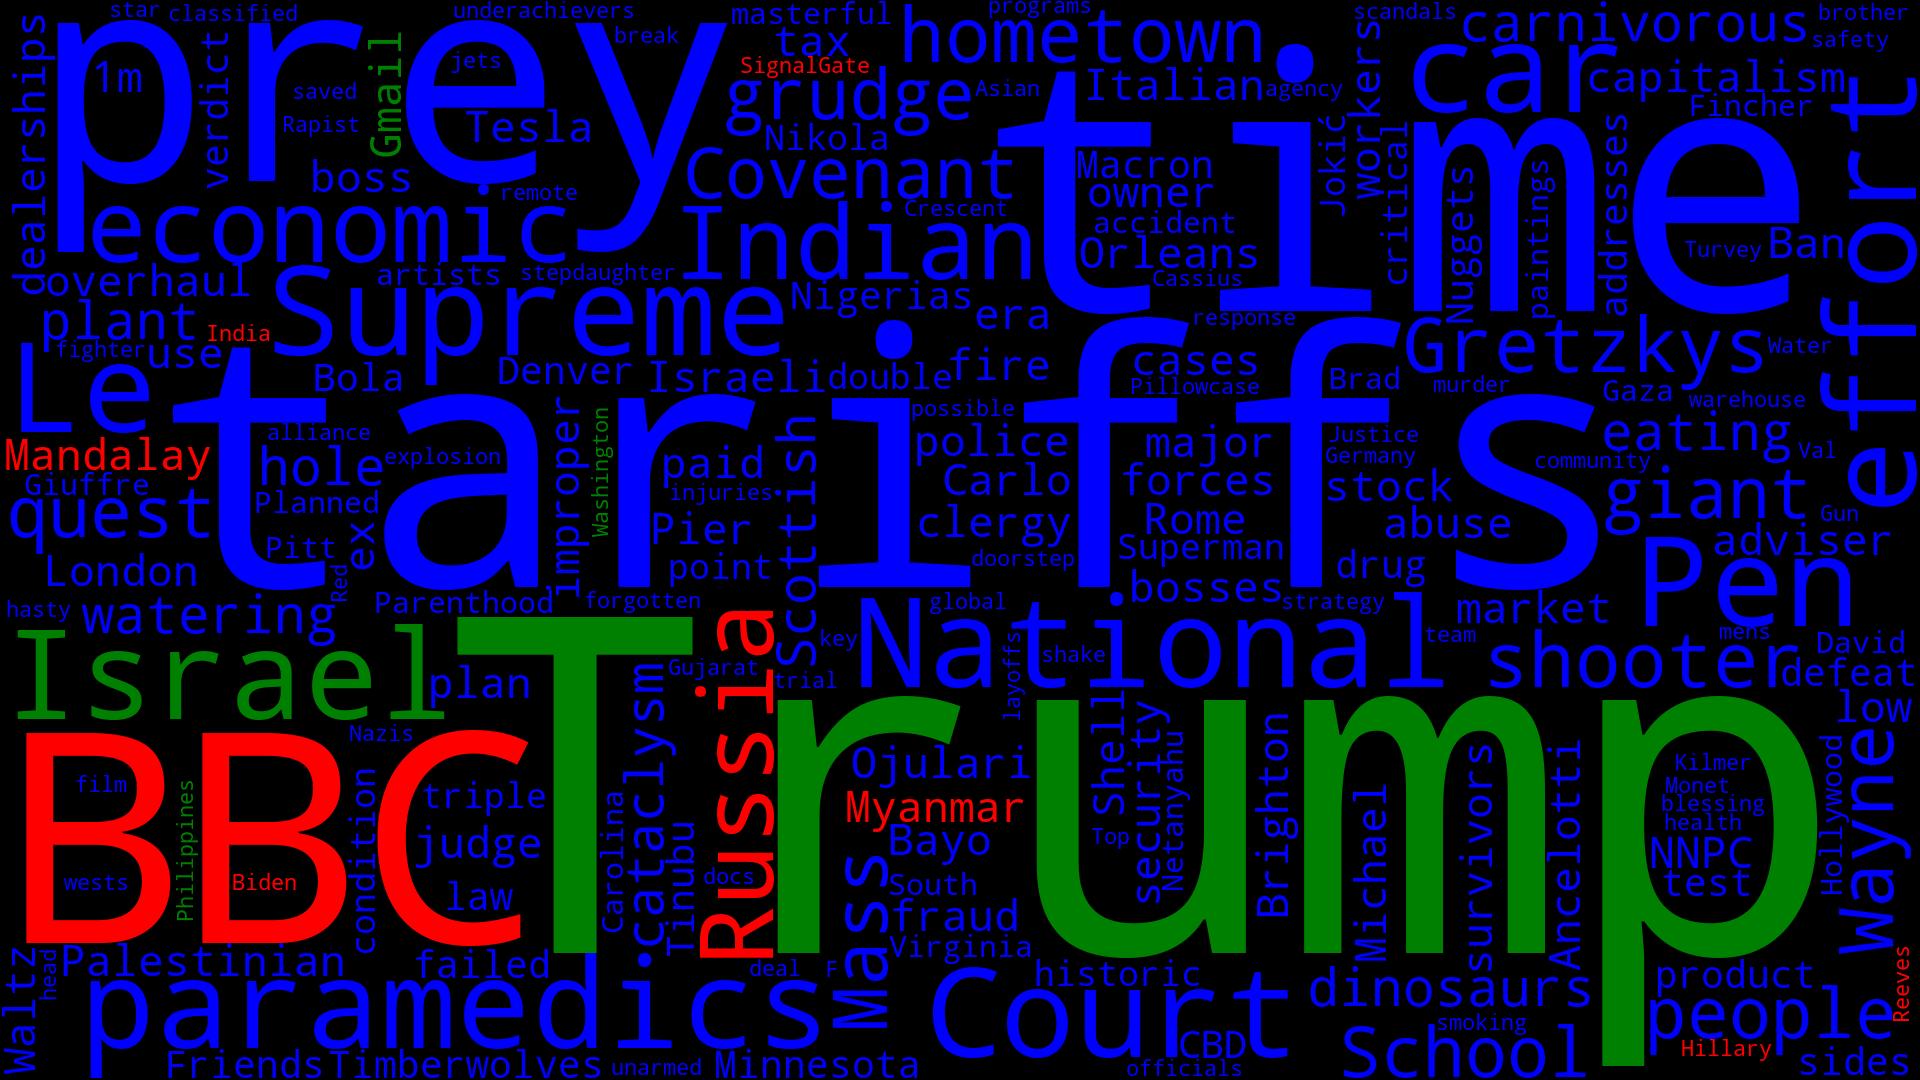 star classified
underachievers
masterful
programs
scandals
carnivorous
brother
prey
hometown
car
time
tariffs
Trump
BBC
dealerships
1m
verdict
saved
Rapist
Gmail
jets
Tesla
break
tax
SignalGate
grudge
Asian
Italian
agency
workers
capitalism
safety
Fincher
effort
boss
remote
Nikola
Covenant
Macron
owner
Jokić
critical
Nuggets
paintings
addresses
economic
Crescent
accident
Orleans
Turvey
Ban
overhaul
artists
stepdaughter
Indian
Cassius
plant
India
Supreme
Nigerias
era
response
Gretzkys
Water
Le
fighter
use
Bola
Denver
Israeli
double
fire
cases
Pillowcase
Brad
murder
Gaza
warehouse
Mandalay
alliance
hole
explosion
improper
Washington
paid
Scottish
possible
police
major
Justice
Germany
eating
Val
community
Giuffre
quest
Planned
injuries
Carlo
forces
stock
giant
Gun
Pitt
ex
Pier
clergy
Rome
abuse
adviser
London
point
doorstep
Superman
drug
Pen
hasty
watering
Red
Parenthood
forgotten
global
bosses
strategy
market
Israel
plan
Russia
Gujarat
trial
key
National
shake
layoffs
team
shooter
mens
David
defeat
low
Nazis
cataclysm
Ojulari
Shell
security
Netanyahu
Brighton
Michael
survivors
Ancelotti
Kilmer
Monet
blessing
health
NNPC
test
Hollywood
Wayne
film
Philippines
condition
triple
judge
Carolina
Tinubu
Myanmar
Bayo
Top
wests
Biden
law
docs
Mass
South
fraud
Virginia
Waltz
head
Palestinian
failed
deal
F
historic
dinosaurs
product
people
Reeves
paramedics
Court
CBD
smoking
School
Hillary
sides
Friends
Timberwolves
unarmed
Minnesota
officials